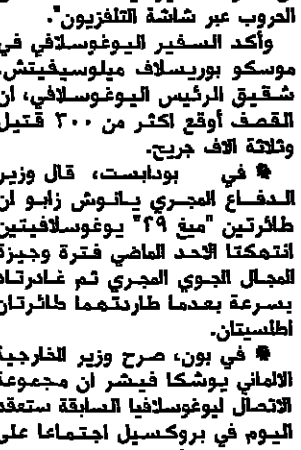 الحروب عبر شاشة التلفزيون".
وأكد السفير اليوغوسلافي في
موسكو بوريسلاف ميلوسيفيتش،
شقيق الرئيس اليوغوسلافي، ان
القصف أوقع اكثر من ٣٠٠ قتيل
وثلاثة الاف جريح.
في بودابست، قال وزير
الدفاع المجري يانوش زابو ان
طائرتين "ميغ ٢٩" يوغوسلافيتين
انتهكتا الاحد الماضي فترة وجيزة
المجال الجوي المجري ثم غادرتاه
بسرعة بعدما طاردتهما طائرتان
اطلسيتان.
في بون، صرح وزير الخارجية
الالماني يوشكا فيشر ان مجموعة
الاتصال ليوغوسلافيا السابقة ستعقد
اليوم في بروكسيل اجتماعا على